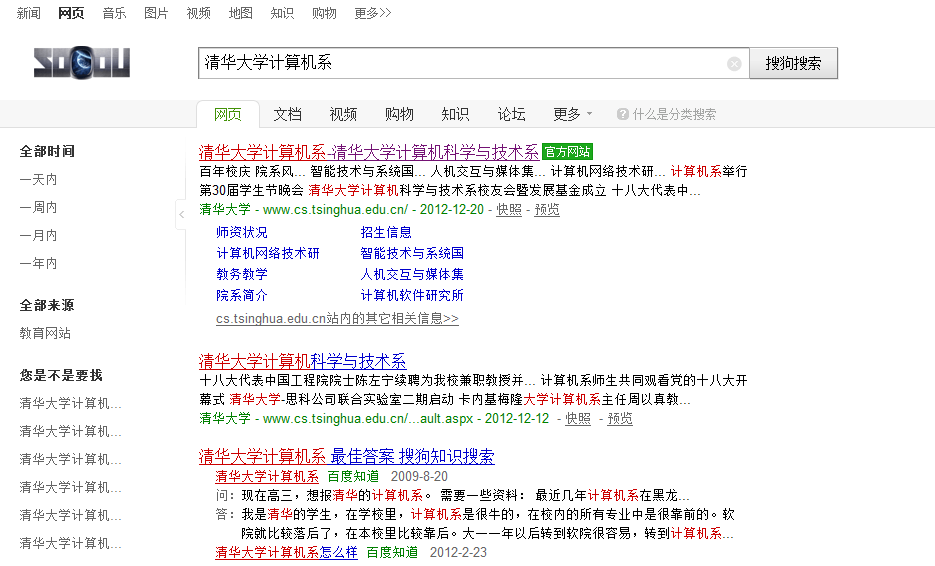 新闻 网页 音乐 图片 视频 地图 知识 购物 更多>>
SOGOU
清华大学计算机系
搜狗搜索
网页 文档 视频 购物 知识 论坛 更多 ? 什么是分类搜索
全部时间
一天内
一周内
一月内
一年内
全部来源
教育网站
您是不是要找
清华大学计算机...
清华大学计算机...
清华大学计算机...
清华大学计算机...
清华大学计算机...
清华大学计算机...
清华大学计算机系-清华大学计算机科学与技术系 官方网站
百年校庆 院系风... 智能技术与系统国... 人机交互与媒体集... 计算机网络技术研... 计算机系举行
第30届学生节晚会 清华大学计算机科学与技术系校友会暨发展基金成立 十八大代表中...
清华大学 - www.cs.tsinghua.edu.cn/ - 2012-12-20 - 快照 - 预览
师资状况 招生信息
计算机网络技术研 智能技术与系统国
教务教学 人机交互与媒体集
院系简介 计算机软件研究所
cs.tsinghua.edu.cn站内的其它相关信息>>
清华大学计算机科学与技术系
十八大代表中国工程院院士陈左宁续聘为我校兼职教授并... 计算机系师生共同观看党的十八大开
幕式 清华大学-思科公司联合实验室二期启动 卡内基梅隆大学计算机系主任周以真教...
清华大学 - www.cs.tsinghua.edu.cn/...ault.aspx - 2012-12-12 - 快照 - 预览
清华大学计算机系 最佳答案 搜狗知识搜索
清华大学计算机系 百度知道 2009-8-20
问：现在高三，想报清华的计算机系。 需要一些资料： 最近几年计算机系在黑龙...
答：我是清华的学生，在学校里，计算机系是很牛的，在校内的所有专业中是很靠前的。软
院就比较落后了，在本校里比较靠后。大一一年以后转到软院很容易，转到计算机系...
清华大学计算机系怎么样 百度知道 2012-2-23